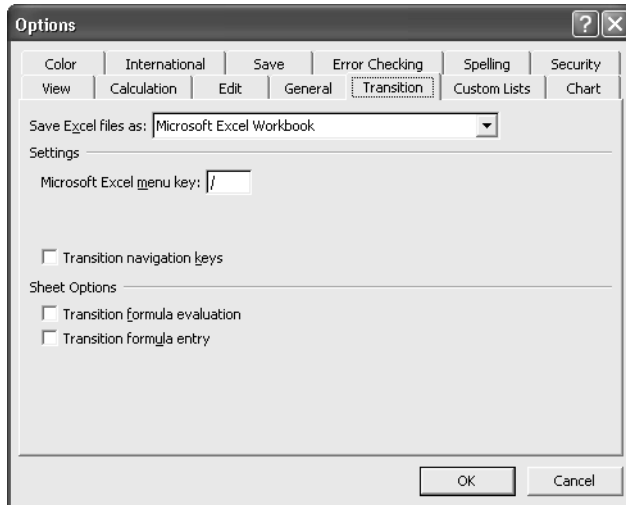 Options
Color International Save Error Checking Spelling Security
View Calculation Edit General Transition Custom Lists Chart
Save Excel files as: Microsoft Excel Workbook
Settings
Microsoft Excel menu key: /
Transition navigation keys
Sheet Options
Transition formula evaluation
Transition formula entry
OK Cancel